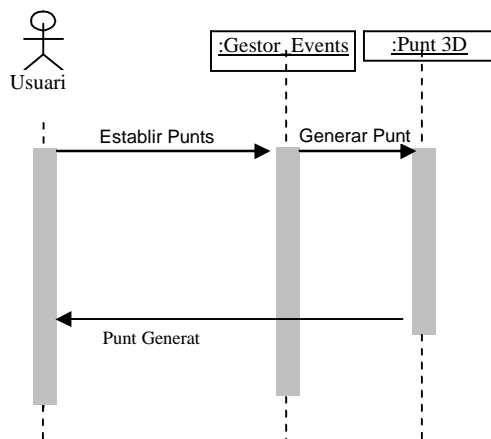 :Gestor Events
:Punt 3D
Usuari
Establir Punts
Generar Punt
Punt Generat